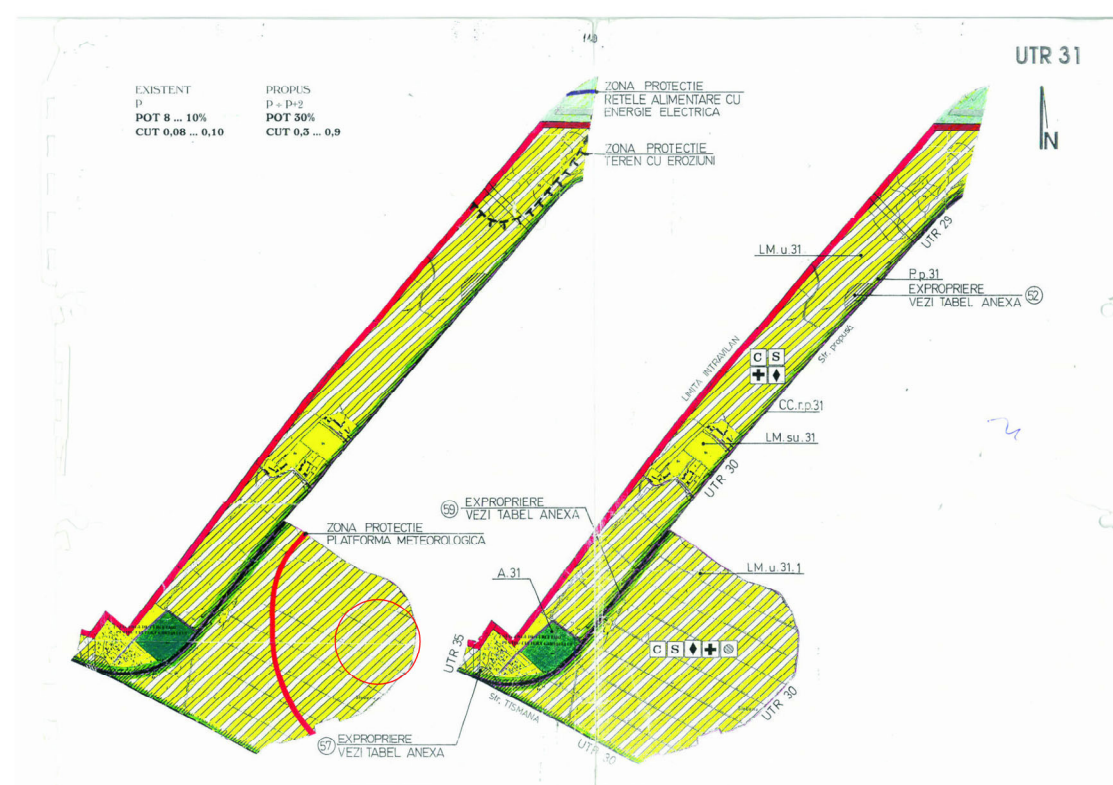 140
UTR 31
EXISTENT
P
POT 8 ... 10%
CUT 0,08 ... 0,10
PROPUS
P ÷ P+2
POT 30%
CUT 0,3 ... 0,9
ZONA PROTECTIE
RETELE ALIMENTARE CU
ENERGIE ELECTRICA
ZONA PROTECTIE
TEREN CU EROZIUNI
N
UTR 29
LM.u.31
P.p.31
EXPROPRIERE
VEZI TABEL ANEXA 52
Str. propusă
LIMITA INTRAVILAN
C S
CC.r.p.31
LM.su.31
UTR 30
59 EXPROPRIERE
VEZI TABEL ANEXA
ZONA PROTECTIE
PLATFORMA METEOROLOGICA
A.31
LM.u.31.1
C S
UTR 35
Str. TISMANA
UTR 30
UTR 30
57 EXPROPRIERE
VEZI TABEL ANEXA